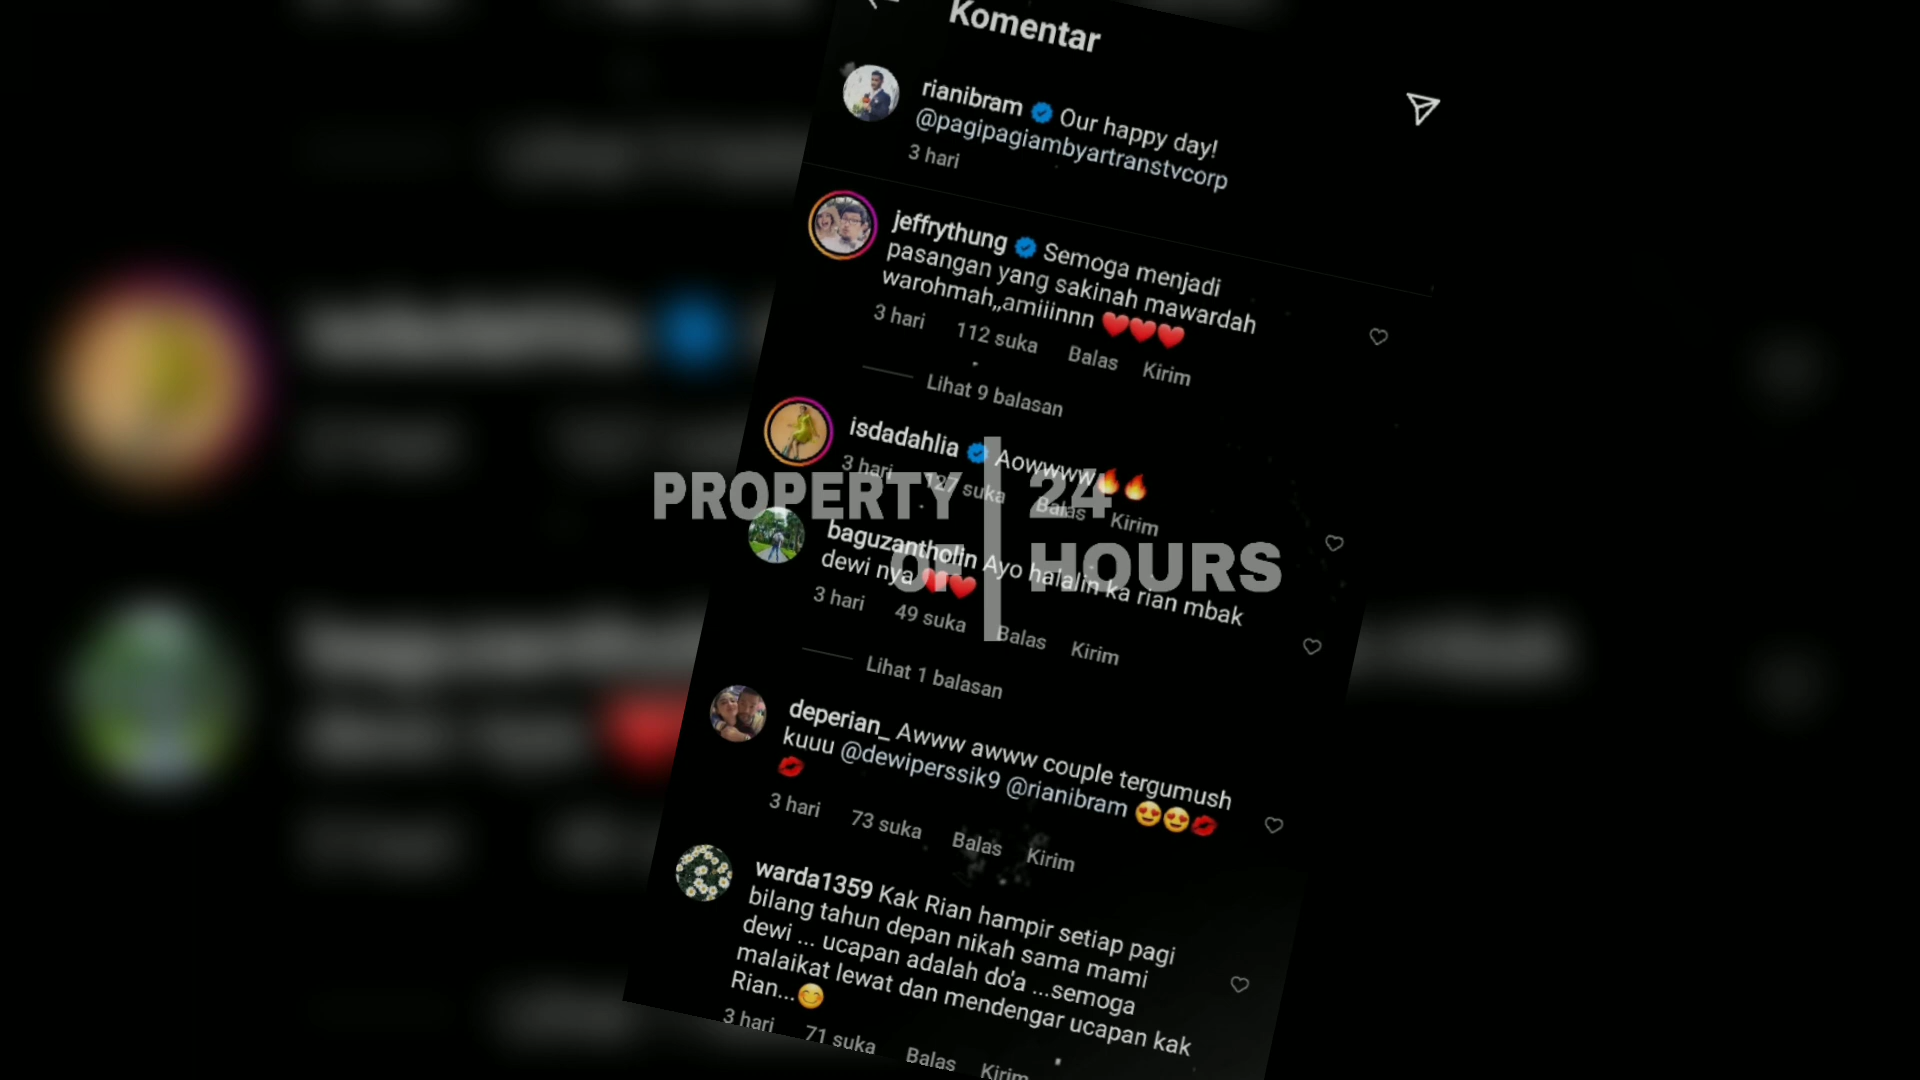 Komentar
rianibram Our happy day!
@pagipagiambyartranstvcorp
3 hari
jeffrythung Semoga menjadi
pasangan yang sakinah mawardah
warohmah,,amiiinnn ❤️❤️❤️
3 hari 112 suka Balas Kirim
Lihat 9 balasan
isdadahlia Aowwww🔥🔥
3 hari 127 suka Balas Kirim
PROPERTY
OF
24
HOURS
baguzantholin Ayo halalin ka rian mbak
dewi nya ❤️❤️
3 hari 49 suka Balas Kirim
Lihat 1 balasan
deperian_ Awww awww couple tergumush
kuuu @dewiperssik9 @rianibram 😍😍💋
💋
3 hari 73 suka Balas Kirim
warda1359 Kak Rian hampir setiap pagi
bilang tahun depan nikah sama mami
dewi ... ucapan adalah do'a ...semoga
malaikat lewat dan mendengar ucapan kak
Rian...😊
3 hari 71 suka Balas Kirim